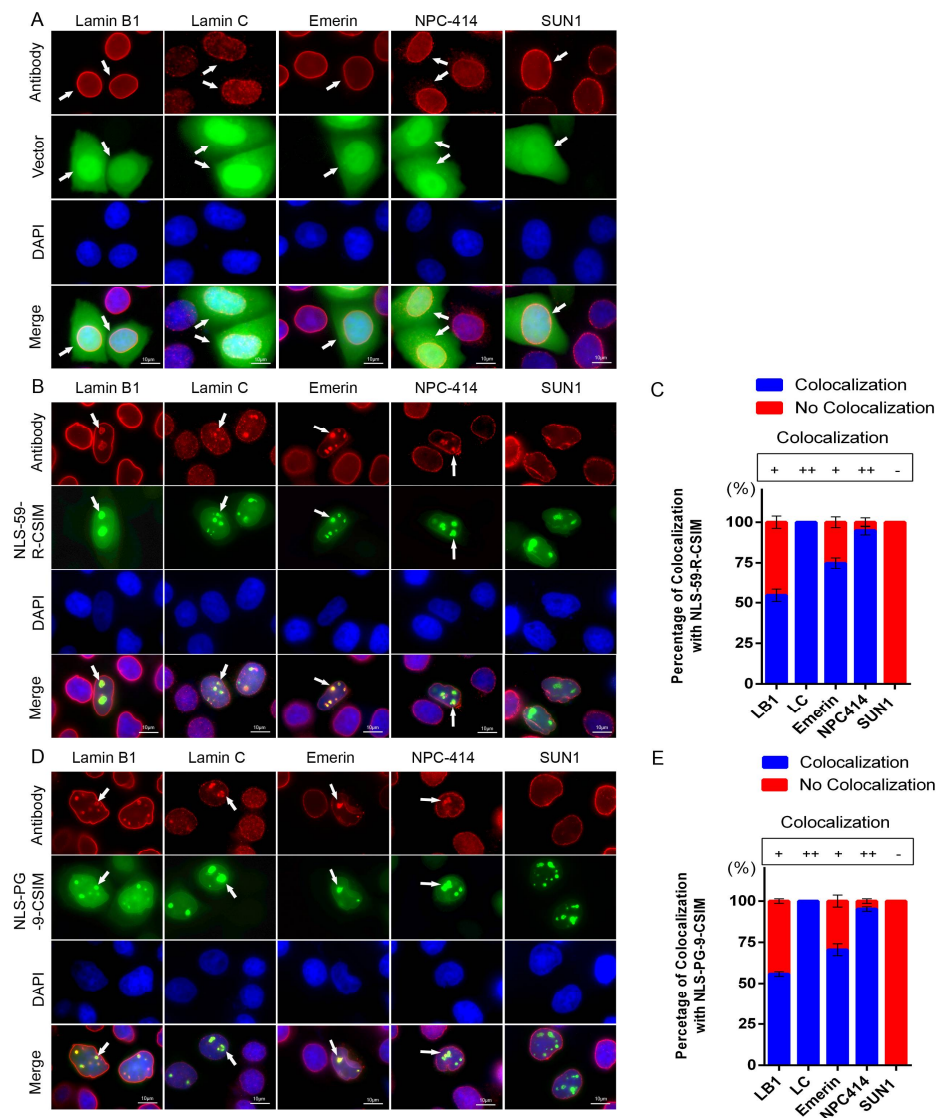 A
Lamin B1
Lamin C
Emerin
NPC-414
SUN1
Antibody
Vector
DAPI
Merge
10μm
10μm
10μm
10μm
10μm
B
Lamin B1
Lamin C
Emerin
NPC-414
SUN1
Antibody
NLS-59-
R-CSIM
DAPI
Merge
10μm
10μm
10μm
10μm
10μm
C
Colocalization
No Colocalization
Colocalization
+ ++ + ++ -
(%)
100
75
50
25
0
Percentage of Colocalization
with NLS-59-R-CSIM
LB1
LC
Emerin
NPC414
SUN1
D
Lamin B1
Lamin C
Emerin
NPC-414
SUN1
Antibody
NLS-PG
-9-CSIM
DAPI
Merge
10μm
10μm
10μm
10μm
10μm
E
Colocalization
No Colocalization
Colocalization
+ ++ + ++ -
(%)
100
75
50
25
0
Percetage of Colocalization
with NLS-PG-9-CSIM
LB1
LC
Emerin
NPC414
SUN1